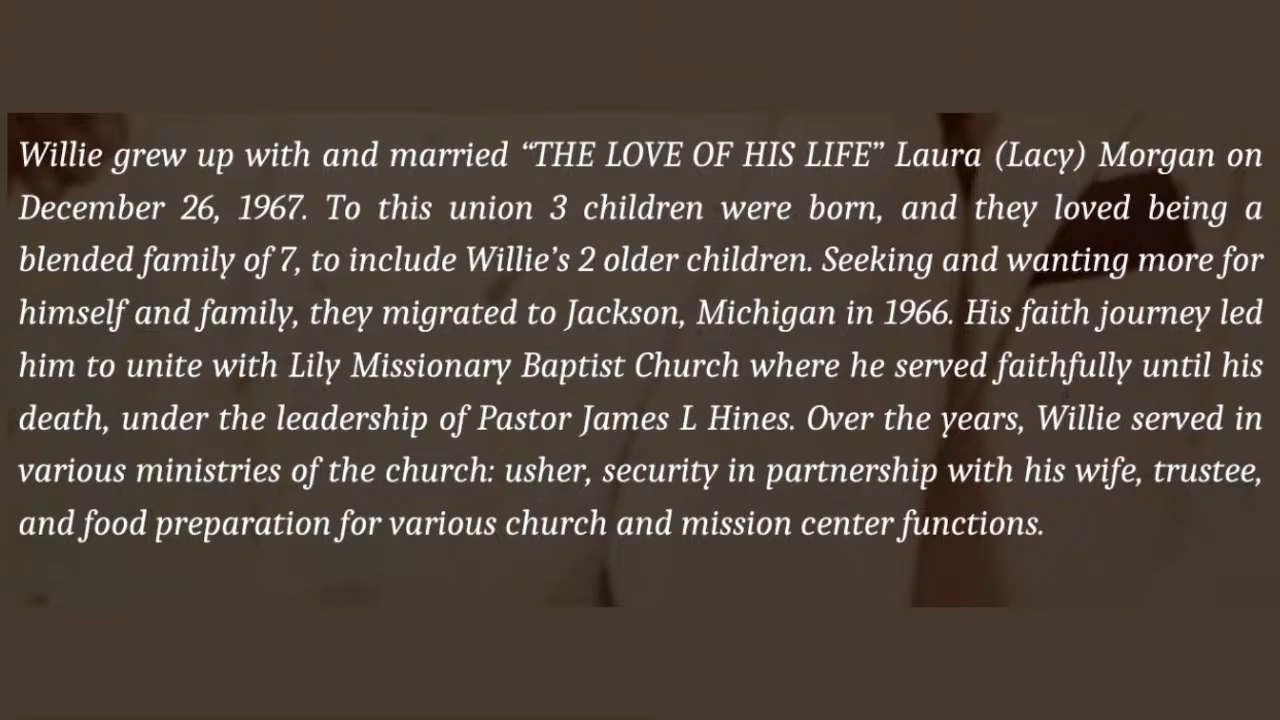 Willie grew up with and married “THE LOVE OF HIS LIFE” Laura (Lacy) Morgan on
December 26, 1967. To this union 3 children were born, and they loved being a
blended family of 7, to include Willie’s 2 older children. Seeking and wanting more for
himself and family, they migrated to Jackson, Michigan in 1966. His faith journey led
him to unite with Lily Missionary Baptist Church where he served faithfully until his
death, under the leadership of Pastor James L Hines. Over the years, Willie served in
various ministries of the church: usher, security in partnership with his wife, trustee,
and food preparation for various church and mission center functions.